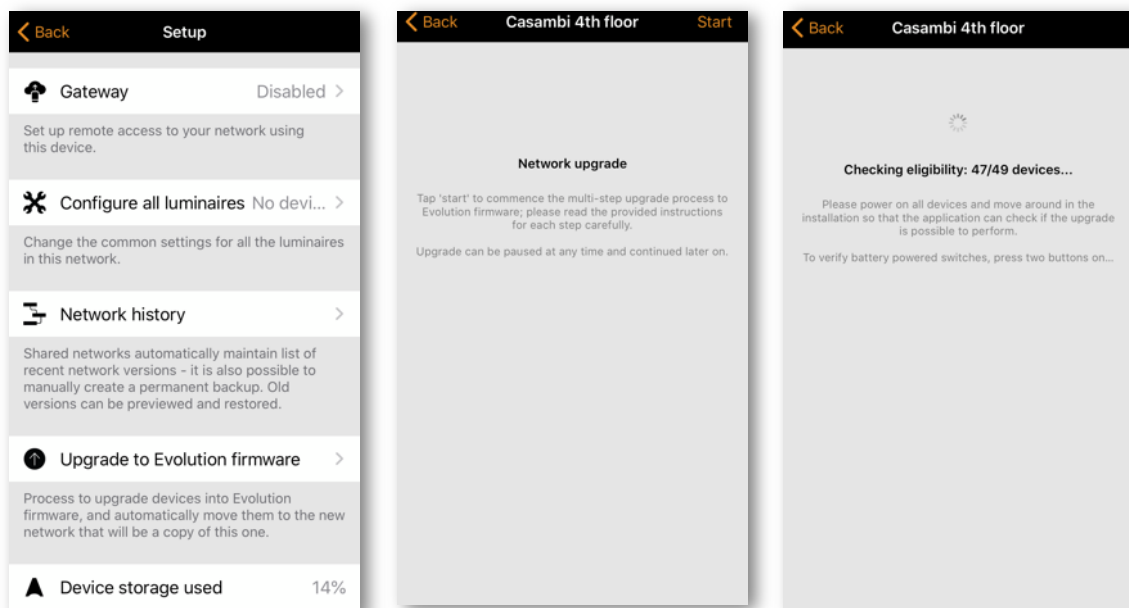 Back Setup
Gateway Disabled
Set up remote access to your network using
this device.
Configure all luminaires No devi...
Change the common settings for all the luminaires
in this network.
Network history
Shared networks automatically maintain list of
recent network versions - it is also possible to
manually create a permanent backup. Old
versions can be previewed and restored.
Upgrade to Evolution firmware
Process to upgrade devices into Evolution
firmware, and automatically move them to the new
network that will be a copy of this one.
Device storage used 14%
Back Casambi 4th floor Start
Network upgrade
Tap 'start' to commence the multi-step upgrade process to
Evolution firmware; please read the provided instructions
for each step carefully.
Upgrade can be paused at any time and continued later on.
Back Casambi 4th floor
Checking eligibility: 47/49 devices...
Please power on all devices and move around in the
installation so that the application can check if the upgrade
is possible to perform.
To verify battery powered switches, press two buttons on...